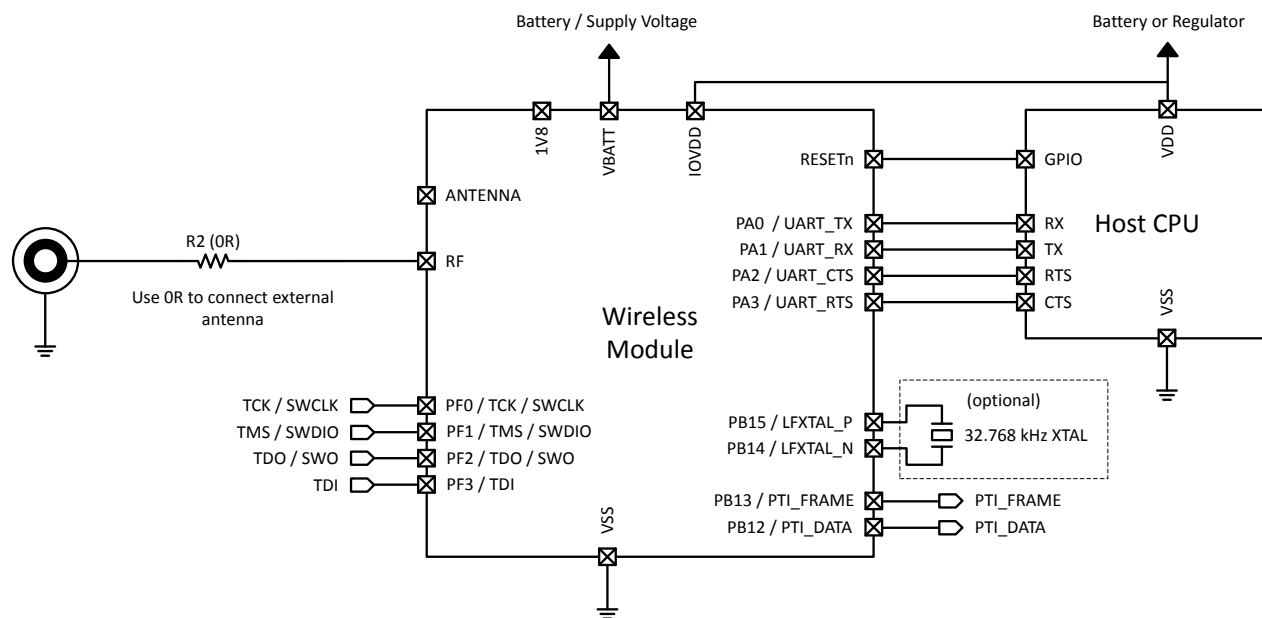 Battery / Supply Voltage
Battery or Regulator
1V8
VBATT
IOVDD
VDD
RESETn
GPIO
ANTENNA
PA0 / UART_TX
RX
Host CPU
R2 (0R)
RF
PA1 / UART_RX
TX
PA2 / UART_CTS
RTS
Use 0R to connect external
antenna
PA3 / UART_RTS
CTS
VSS
Wireless
Module
TCK / SWCLK
PF0 / TCK / SWCLK
(optional)
PB15 / LFXTAL_P
32.768 kHz XTAL
TMS / SWDIO
PF1 / TMS / SWDIO
PB14 / LFXTAL_N
TDO / SWO
PF2 / TDO / SWO
TDI
PF3 / TDI
PB13 / PTI_FRAME
PTI_FRAME
VSS
PB12 / PTI_DATA
PTI_DATA